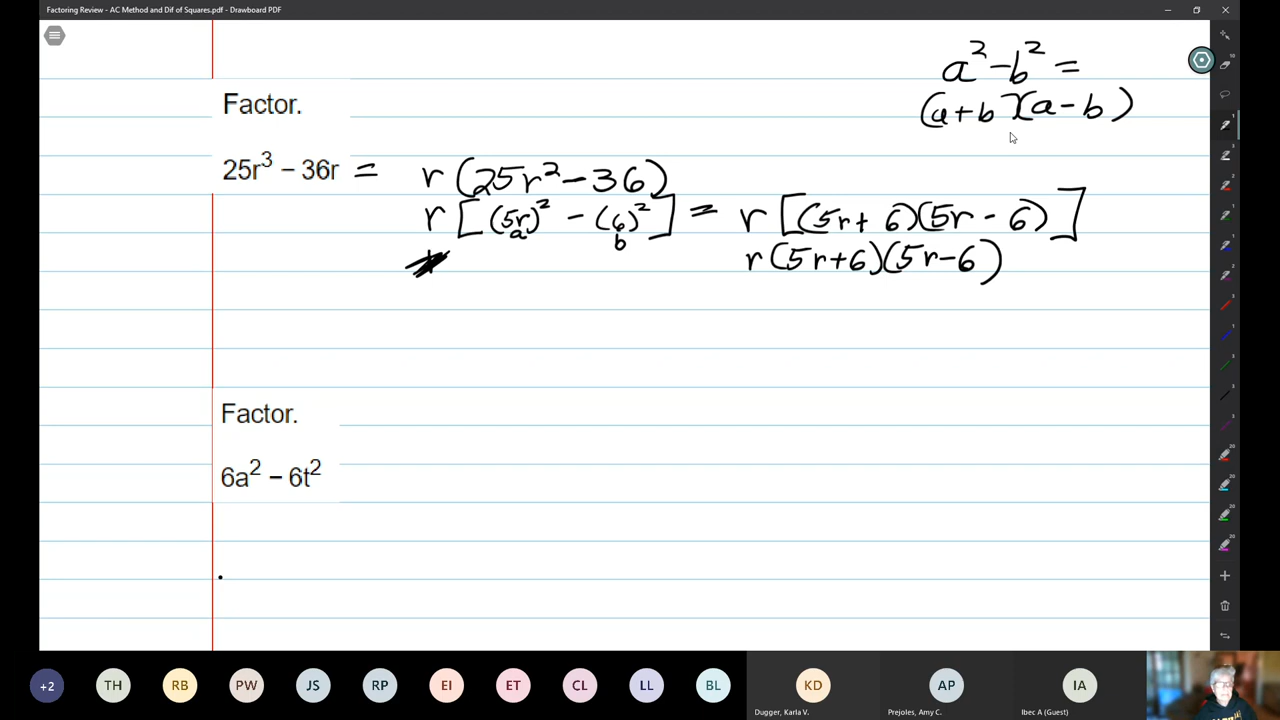 Factoring Review - AC Method and Dif of Squares.pdf - Drawboard PDF
a² - b² =
(a + b)(a - b)
Factor.
25r³ - 36r = r(25r² - 36)
r[(5r)² - (6)²] = r[(5r + 6)(5r - 6)]
a b
r(5r + 6)(5r - 6)
Factor.
6a² - 6t²
+2 TH RB PW JS RP EI ET CL LL BL KD AP IA
Dugger, Karla V. Prejoles, Amy C. Ibec A (Guest)